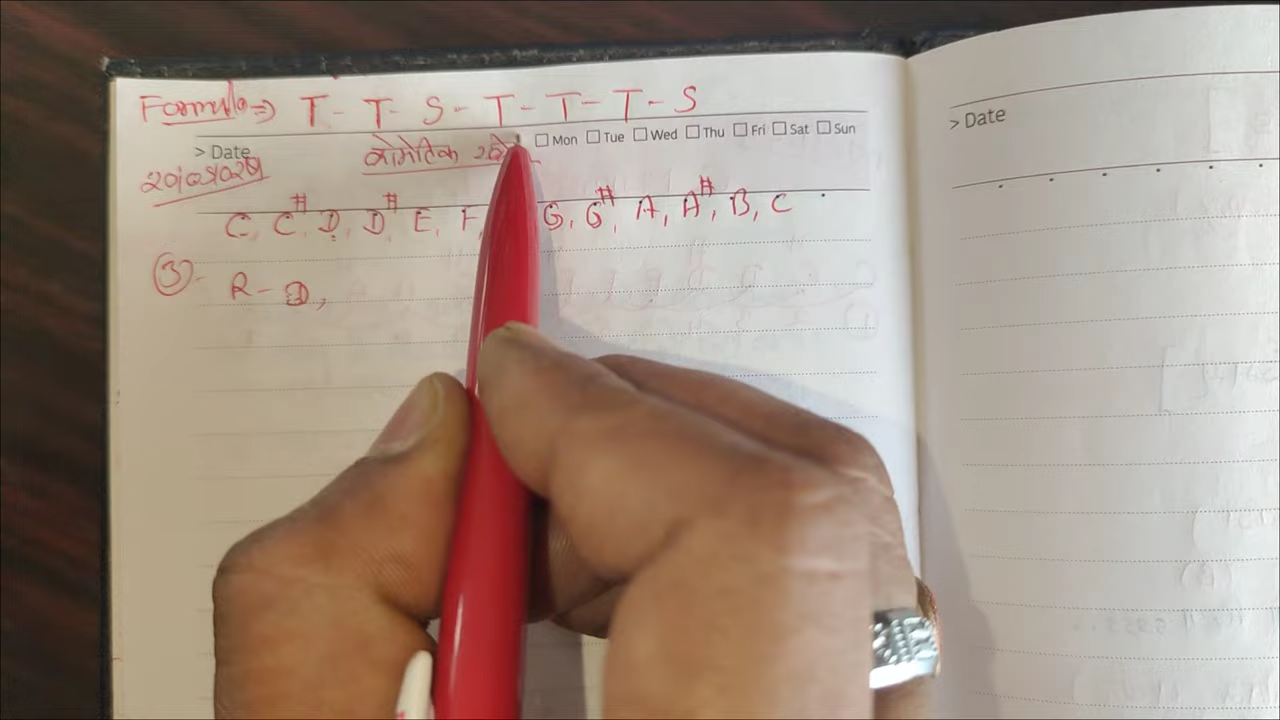 Formula ⇒ T - T - S - T - T - T - S
> Date □ Mon □ Tue □ Wed □ Thu □ Fri □ Sat □ Sun
क्रोमेटिक
C, C#, D, D#, E, F, G, G#, A, A#, B, C
③- R - D,
> Date